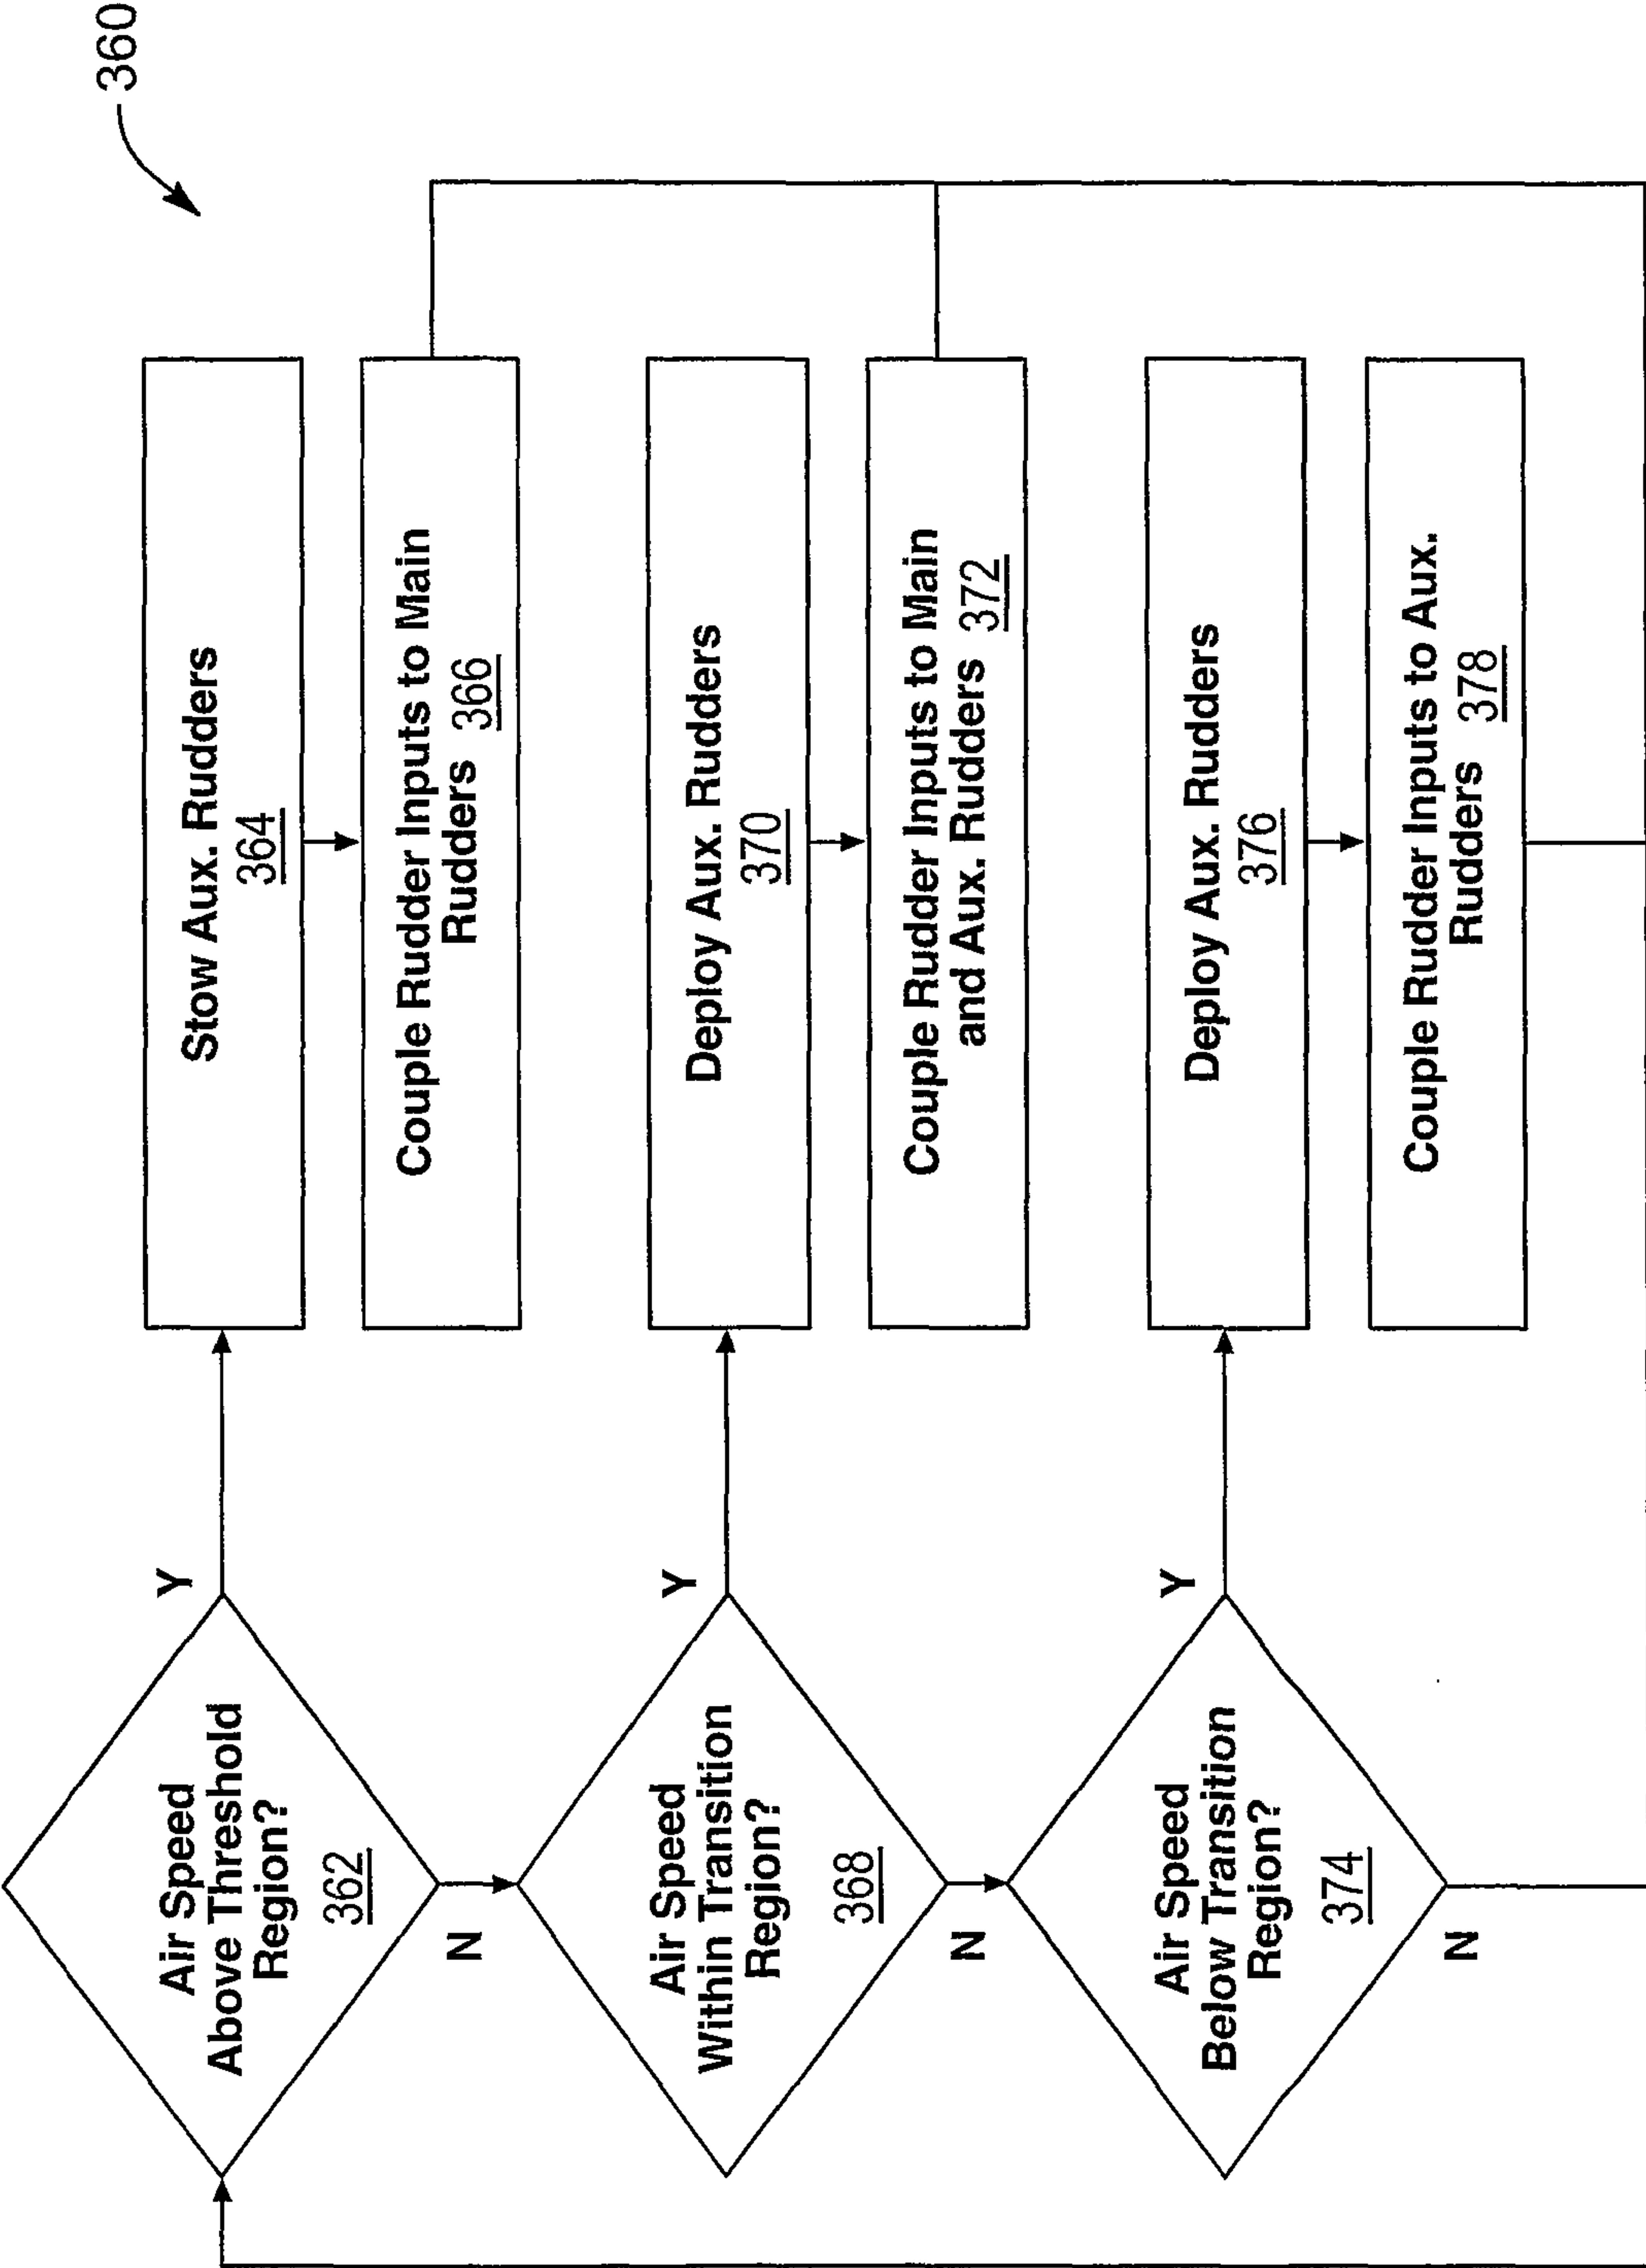 360
Air Speed
Above Threshold
Region?
362
Y
N
Stow Aux. Rudders
364
Couple Rudder Inputs to Main
Rudders 366
Air Speed
Within Transition
Region?
368
Y
N
Deploy Aux. Rudders
370
Couple Rudder Inputs to Main
and Aux. Rudders 372
Air Speed
Below Transition
Region?
374
Y
N
Deploy Aux. Rudders
376
Couple Rudder Inputs to Aux.
Rudders 378